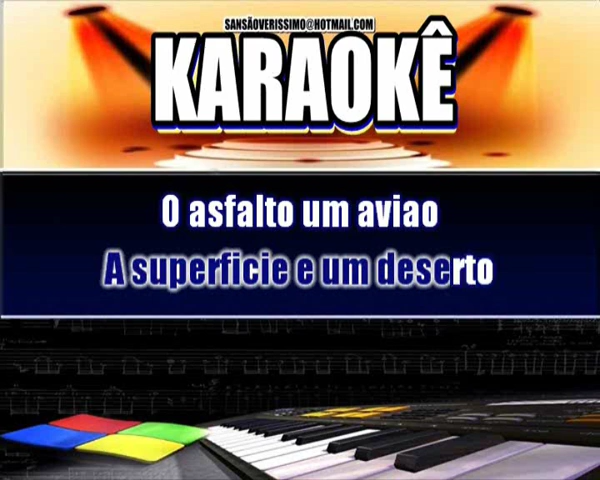 SANSÃOVERISSIMO@HOTMAIL.COM
KARAOKÊ
O asfalto um aviao
A superficie e um deserto